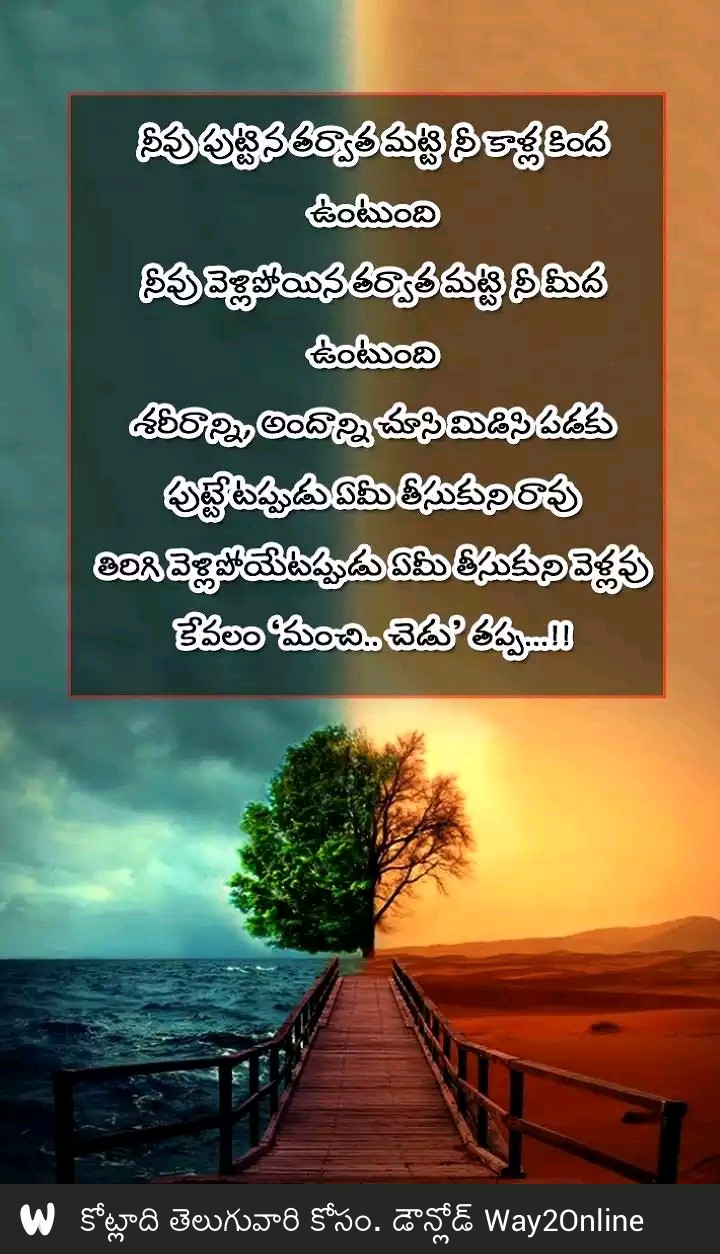 నీవు పుట్టిన తర్వాత మట్టి నీ కాళ్ల కింద
ఉంటుంది
నీవు వెళ్లిపోయిన తర్వాత మట్టి నీ మీద
ఉంటుంది
శరీరాన్ని, అందాన్ని చూసి మిడిసి పడకు
పుట్టేటప్పుడు ఏమీ తీసుకుని రావు
తిరిగి వెళ్లిపోయేటప్పుడు ఏమీ తీసుకుని వెళ్లవు
కేవలం ‘మంచి.. చెడు’ తప్ప...!!
W కోట్లాది తెలుగువారి కోసం. డౌన్లోడ్ Way2Online